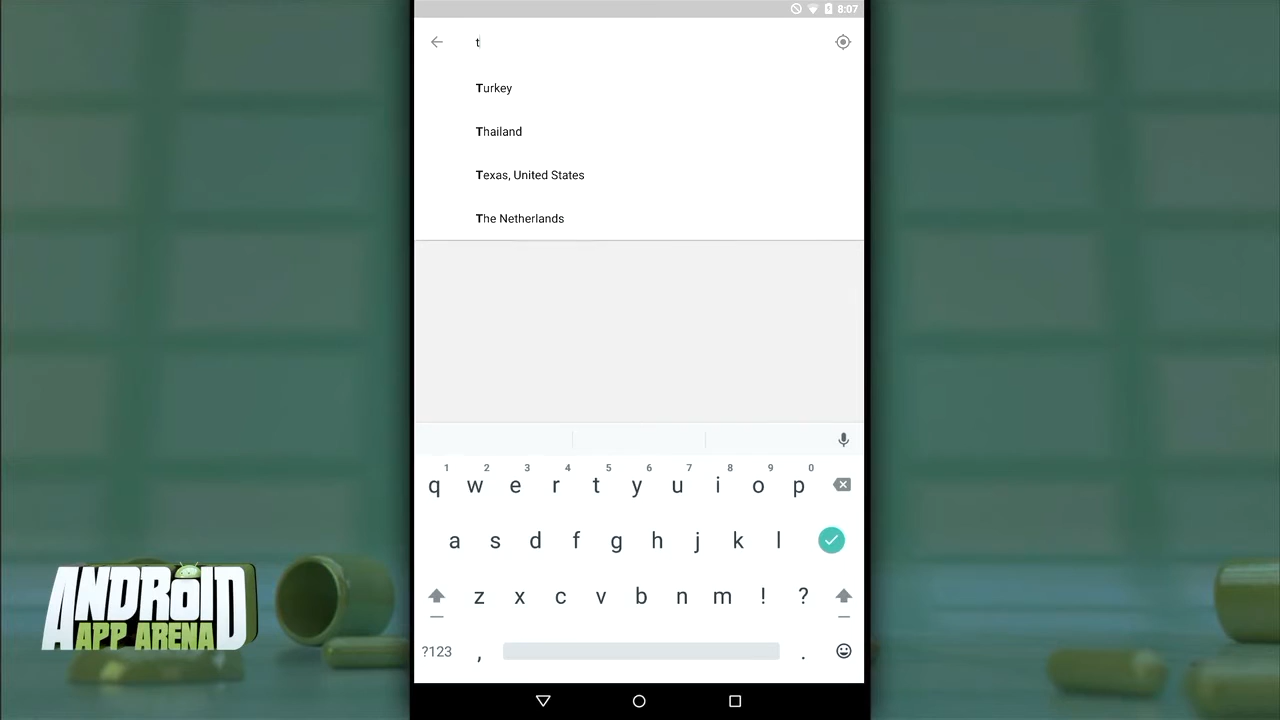 8:07
t
Turkey
Thailand
Texas, United States
The Netherlands
1 2 3 4 5 6 7 8 9 0
q w e r t y u i o p
a s d f g h j k l
z x c v b n m ! ?
?123 , .
ANDROID
APP ARENA